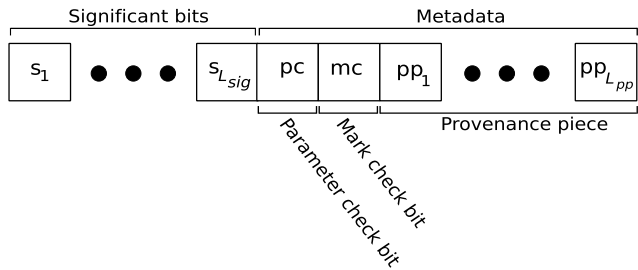 Significant bits Metadata
s1 sLsig pc mc pp1 ppLpp
Provenance piece
Parameter check bit
Mark check bit